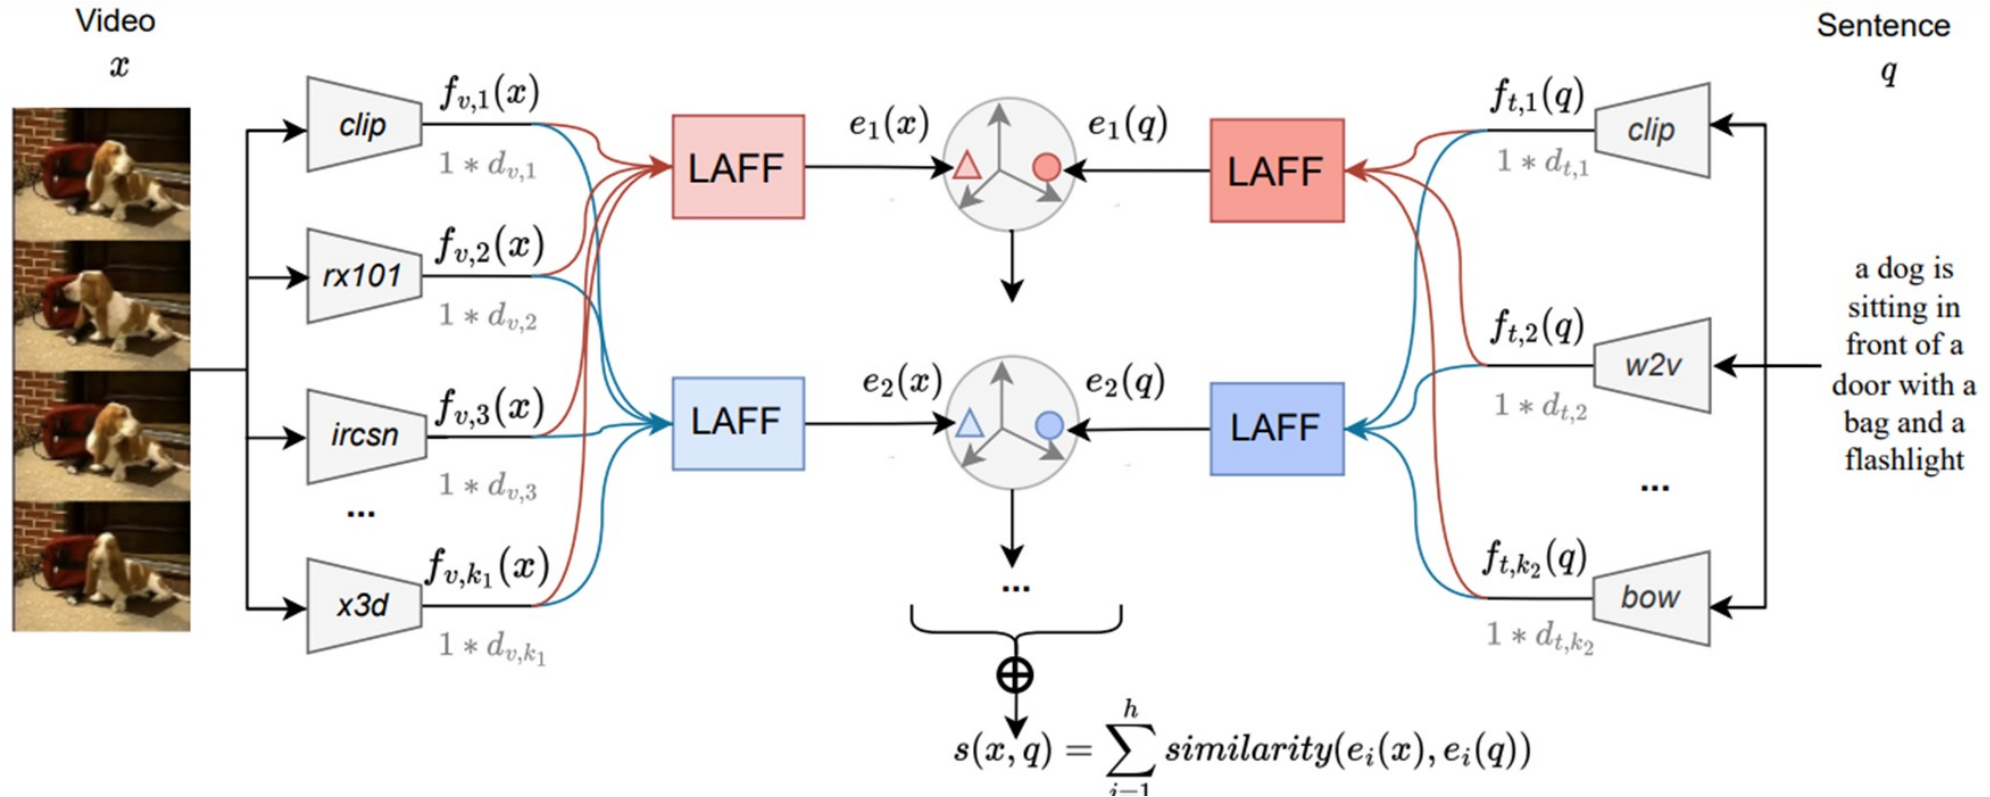 Video
x
clip
f_{v,1}(x)
1 * d_{v,1}
rx101
f_{v,2}(x)
1 * d_{v,2}
ircsn
f_{v,3}(x)
1 * d_{v,3}
...
x3d
f_{v,k_1}(x)
1 * d_{v,k_1}
LAFF
LAFF
e_1(x)
e_1(q)
e_2(x)
e_2(q)
...
s(x, q) = \sum_{i=1}^{h} similarity(e_i(x), e_i(q))
LAFF
LAFF
f_{t,1}(q)
1 * d_{t,1}
clip
f_{t,2}(q)
1 * d_{t,2}
w2v
...
f_{t,k_2}(q)
1 * d_{t,k_2}
bow
Sentence
q
a dog is
sitting in
front of a
door with a
bag and a
flashlight